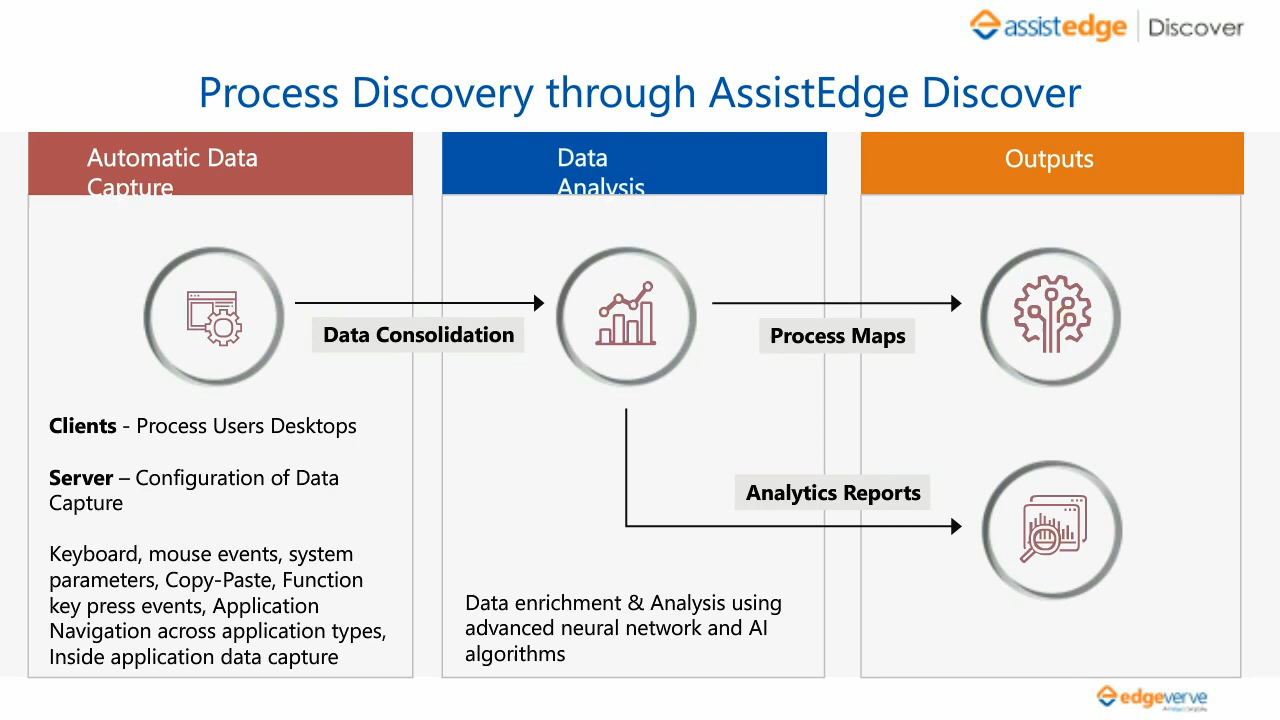 assistedge | Discover
Process Discovery through AssistEdge Discover
Automatic Data
Capture
Data
Analysis
Outputs
Data Consolidation
Process Maps
Clients - Process Users Desktops
Server – Configuration of Data
Capture
Analytics Reports
Keyboard, mouse events, system
parameters, Copy-Paste, Function
key press events, Application
Navigation across application types,
Inside application data capture
Data enrichment & Analysis using
advanced neural network and AI
algorithms
edgeverve